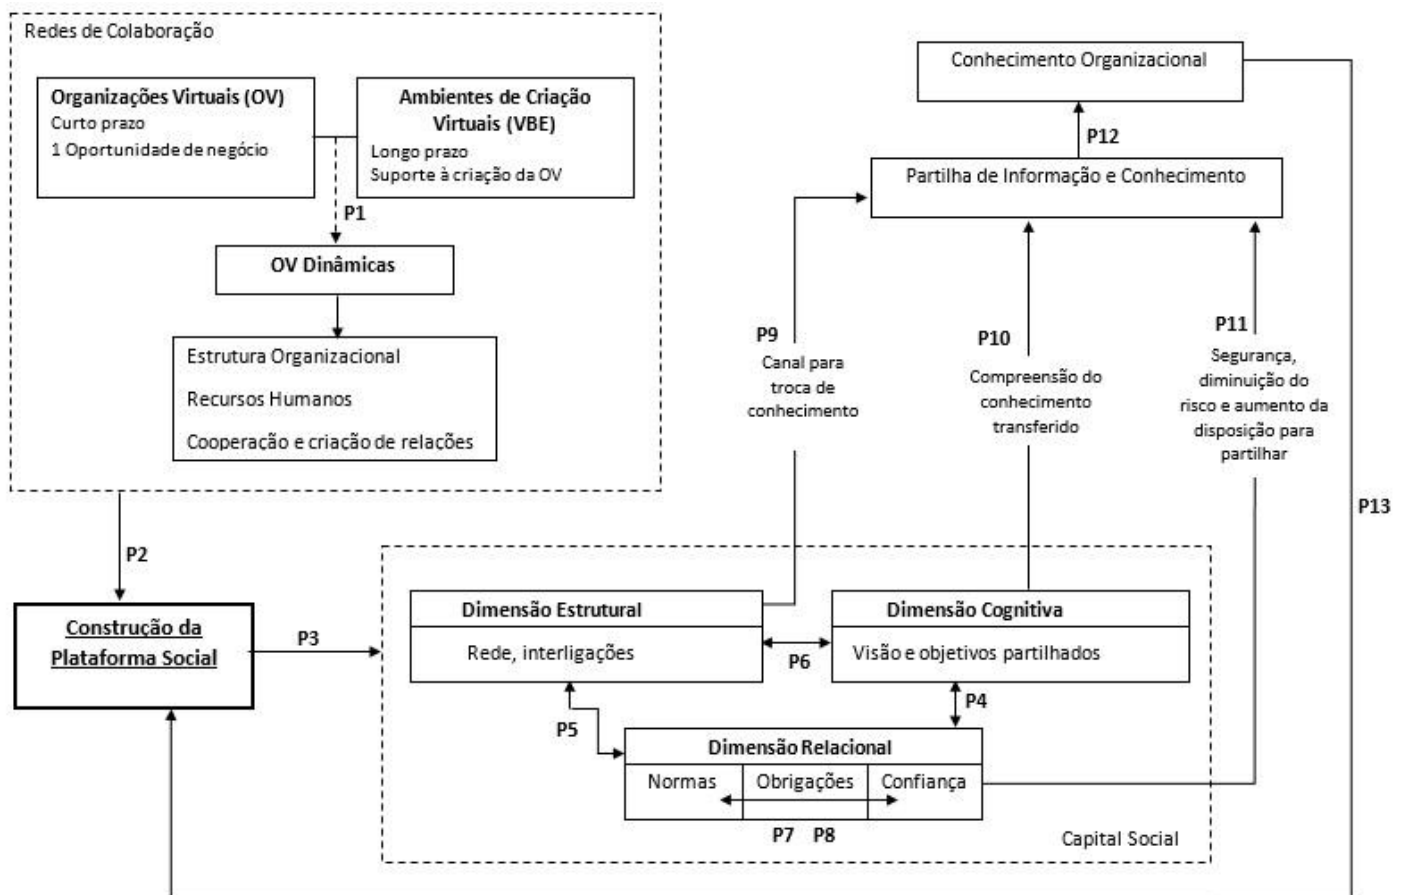 Redes de Colaboração
Organizações Virtuais (OV)
Curto prazo
1 Oportunidade de negócio
Ambientes de Criação
Virtuais (VBE)
Longo prazo
Suporte à criação da OV
P1
OV Dinâmicas
Estrutura Organizacional
Recursos Humanos
Cooperação e criação de relações
P2
Construção da
Plataforma Social
P3
Conhecimento Organizacional
P12
Partilha de Informação e Conhecimento
P9
Canal para
troca de
conhecimento
P10
Compreensão do
conhecimento
transferido
P11
Segurança,
diminuição do
risco e aumento da
disposição para
partilhar
P13
Dimensão Estrutural
Rede, interligações
P6
Dimensão Cognitiva
Visão e objetivos partilhados
P5
P4
Dimensão Relacional
Normas
Obrigações
Confiança
P7 P8
Capital Social